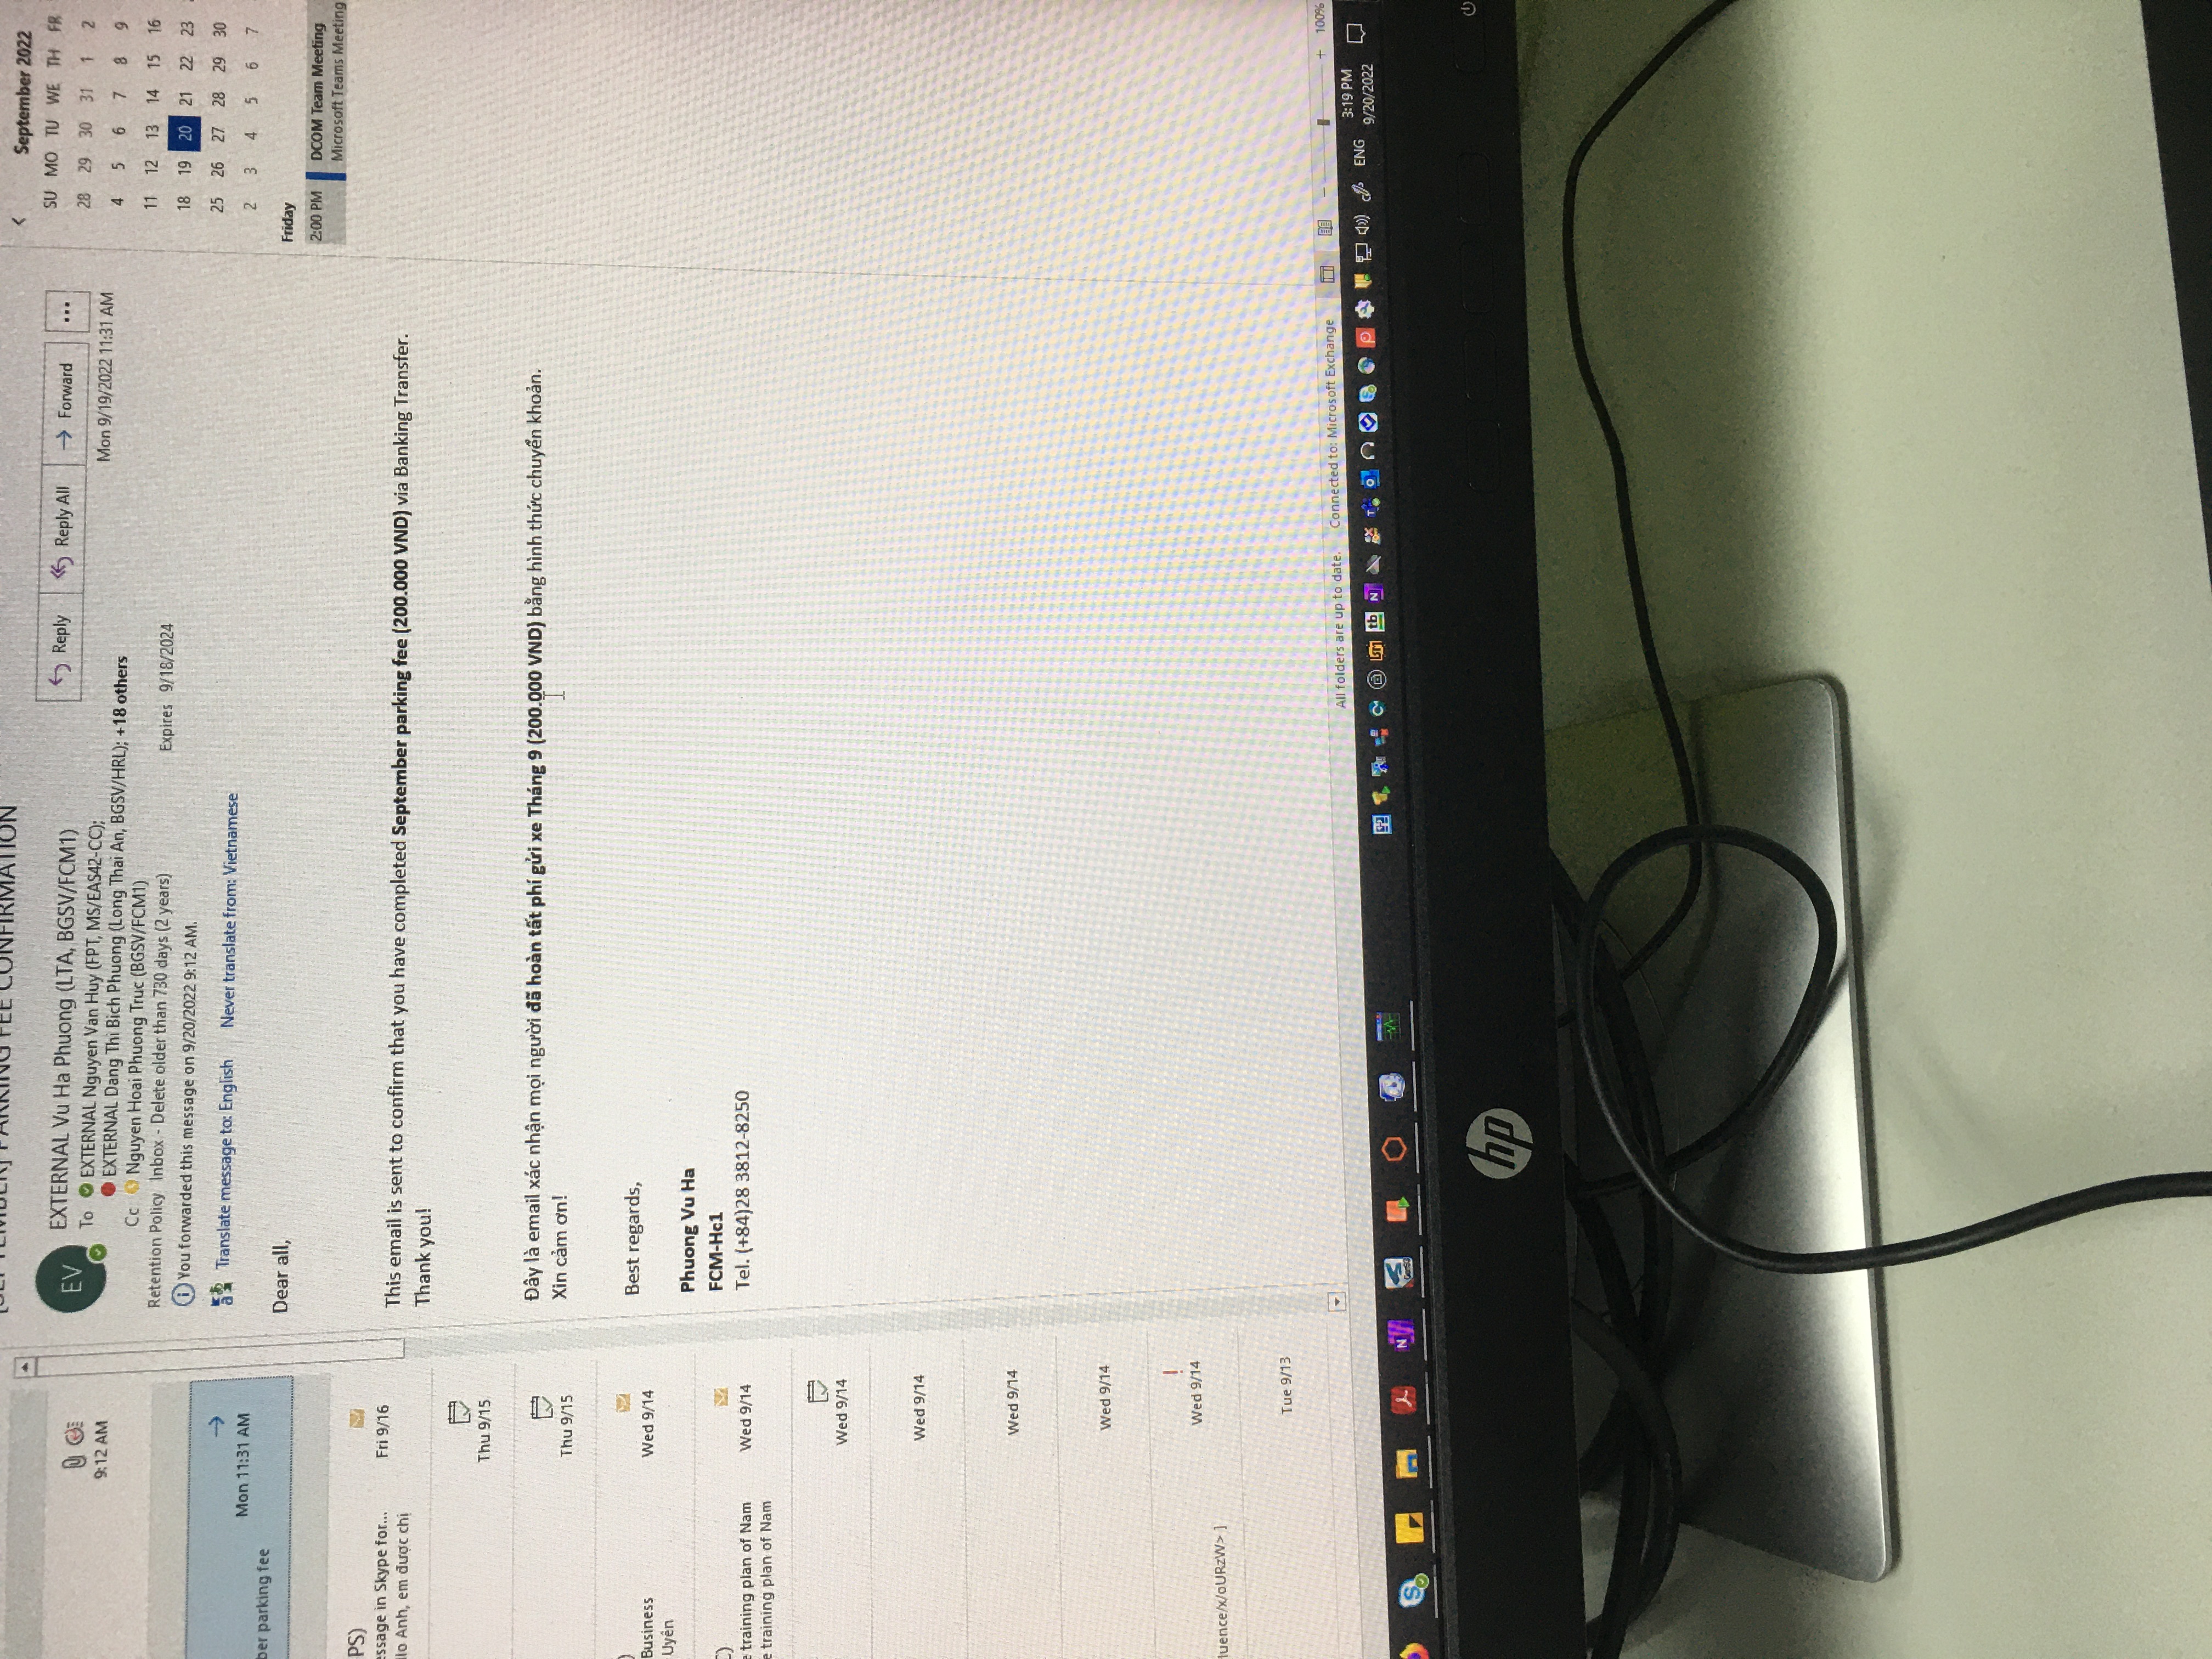 [SEPTEMBER] PARKING FEE CONFIRMATION
EV
EXTERNAL Vu Ha Phuong (LTA, BGSV/FCM1)
To EXTERNAL Nguyen Van Huy (FPT, MS/EAS42-CC);
EXTERNAL Dang Thi Bich Phuong (Long Thai An, BGSV/HRL); +18 others
Cc Nguyen Hoai Phuong Truc (BGSV/FCM1)
Reply Reply All Forward ...
Mon 9/19/2022 11:31 AM
Retention Policy Inbox - Delete older than 730 days (2 years) Expires 9/18/2024
You forwarded this message on 9/20/2022 9:12 AM.
Translate message to: English Never translate from: Vietnamese
Dear all,
This email is sent to confirm that you have completed September parking fee (200.000 VND) via Banking Transfer.
Thank you!
Đây là email xác nhận mọi người đã hoàn tất phí gửi xe Tháng 9 (200.000 VND) bằng hình thức chuyển khoản.
Xin cảm ơn!
Best regards,
Phuong Vu Ha
FCM-Hc1
Tel. (+84)28 3812-8250
9:12 AM
Mon 11:31 AM
ber parking fee
PS)
essage in Skype for... Fri 9/16
llo Anh, em được chị
Thu 9/15
Thu 9/15
)
Business Wed 9/14
Uyên
C)
e training plan of Nam Wed 9/14
e training plan of Nam
Wed 9/14
Wed 9/14
Wed 9/14
Wed 9/14
!
Wed 9/14
luence/x/oURzW> ]
Tue 9/13
September 2022
SU MO TU WE TH FR
28 29 30 31 1 2
4 5 6 7 8 9
11 12 13 14 15 16
18 19 20 21 22 23
25 26 27 28 29 30
2 3 4 5 6 7
Friday
2:00 PM DCOM Team Meeting
Microsoft Teams Meeting
All folders are up to date. Connected to: Microsoft Exchange 100%
tb
ENG
3:19 PM
9/20/2022
hp